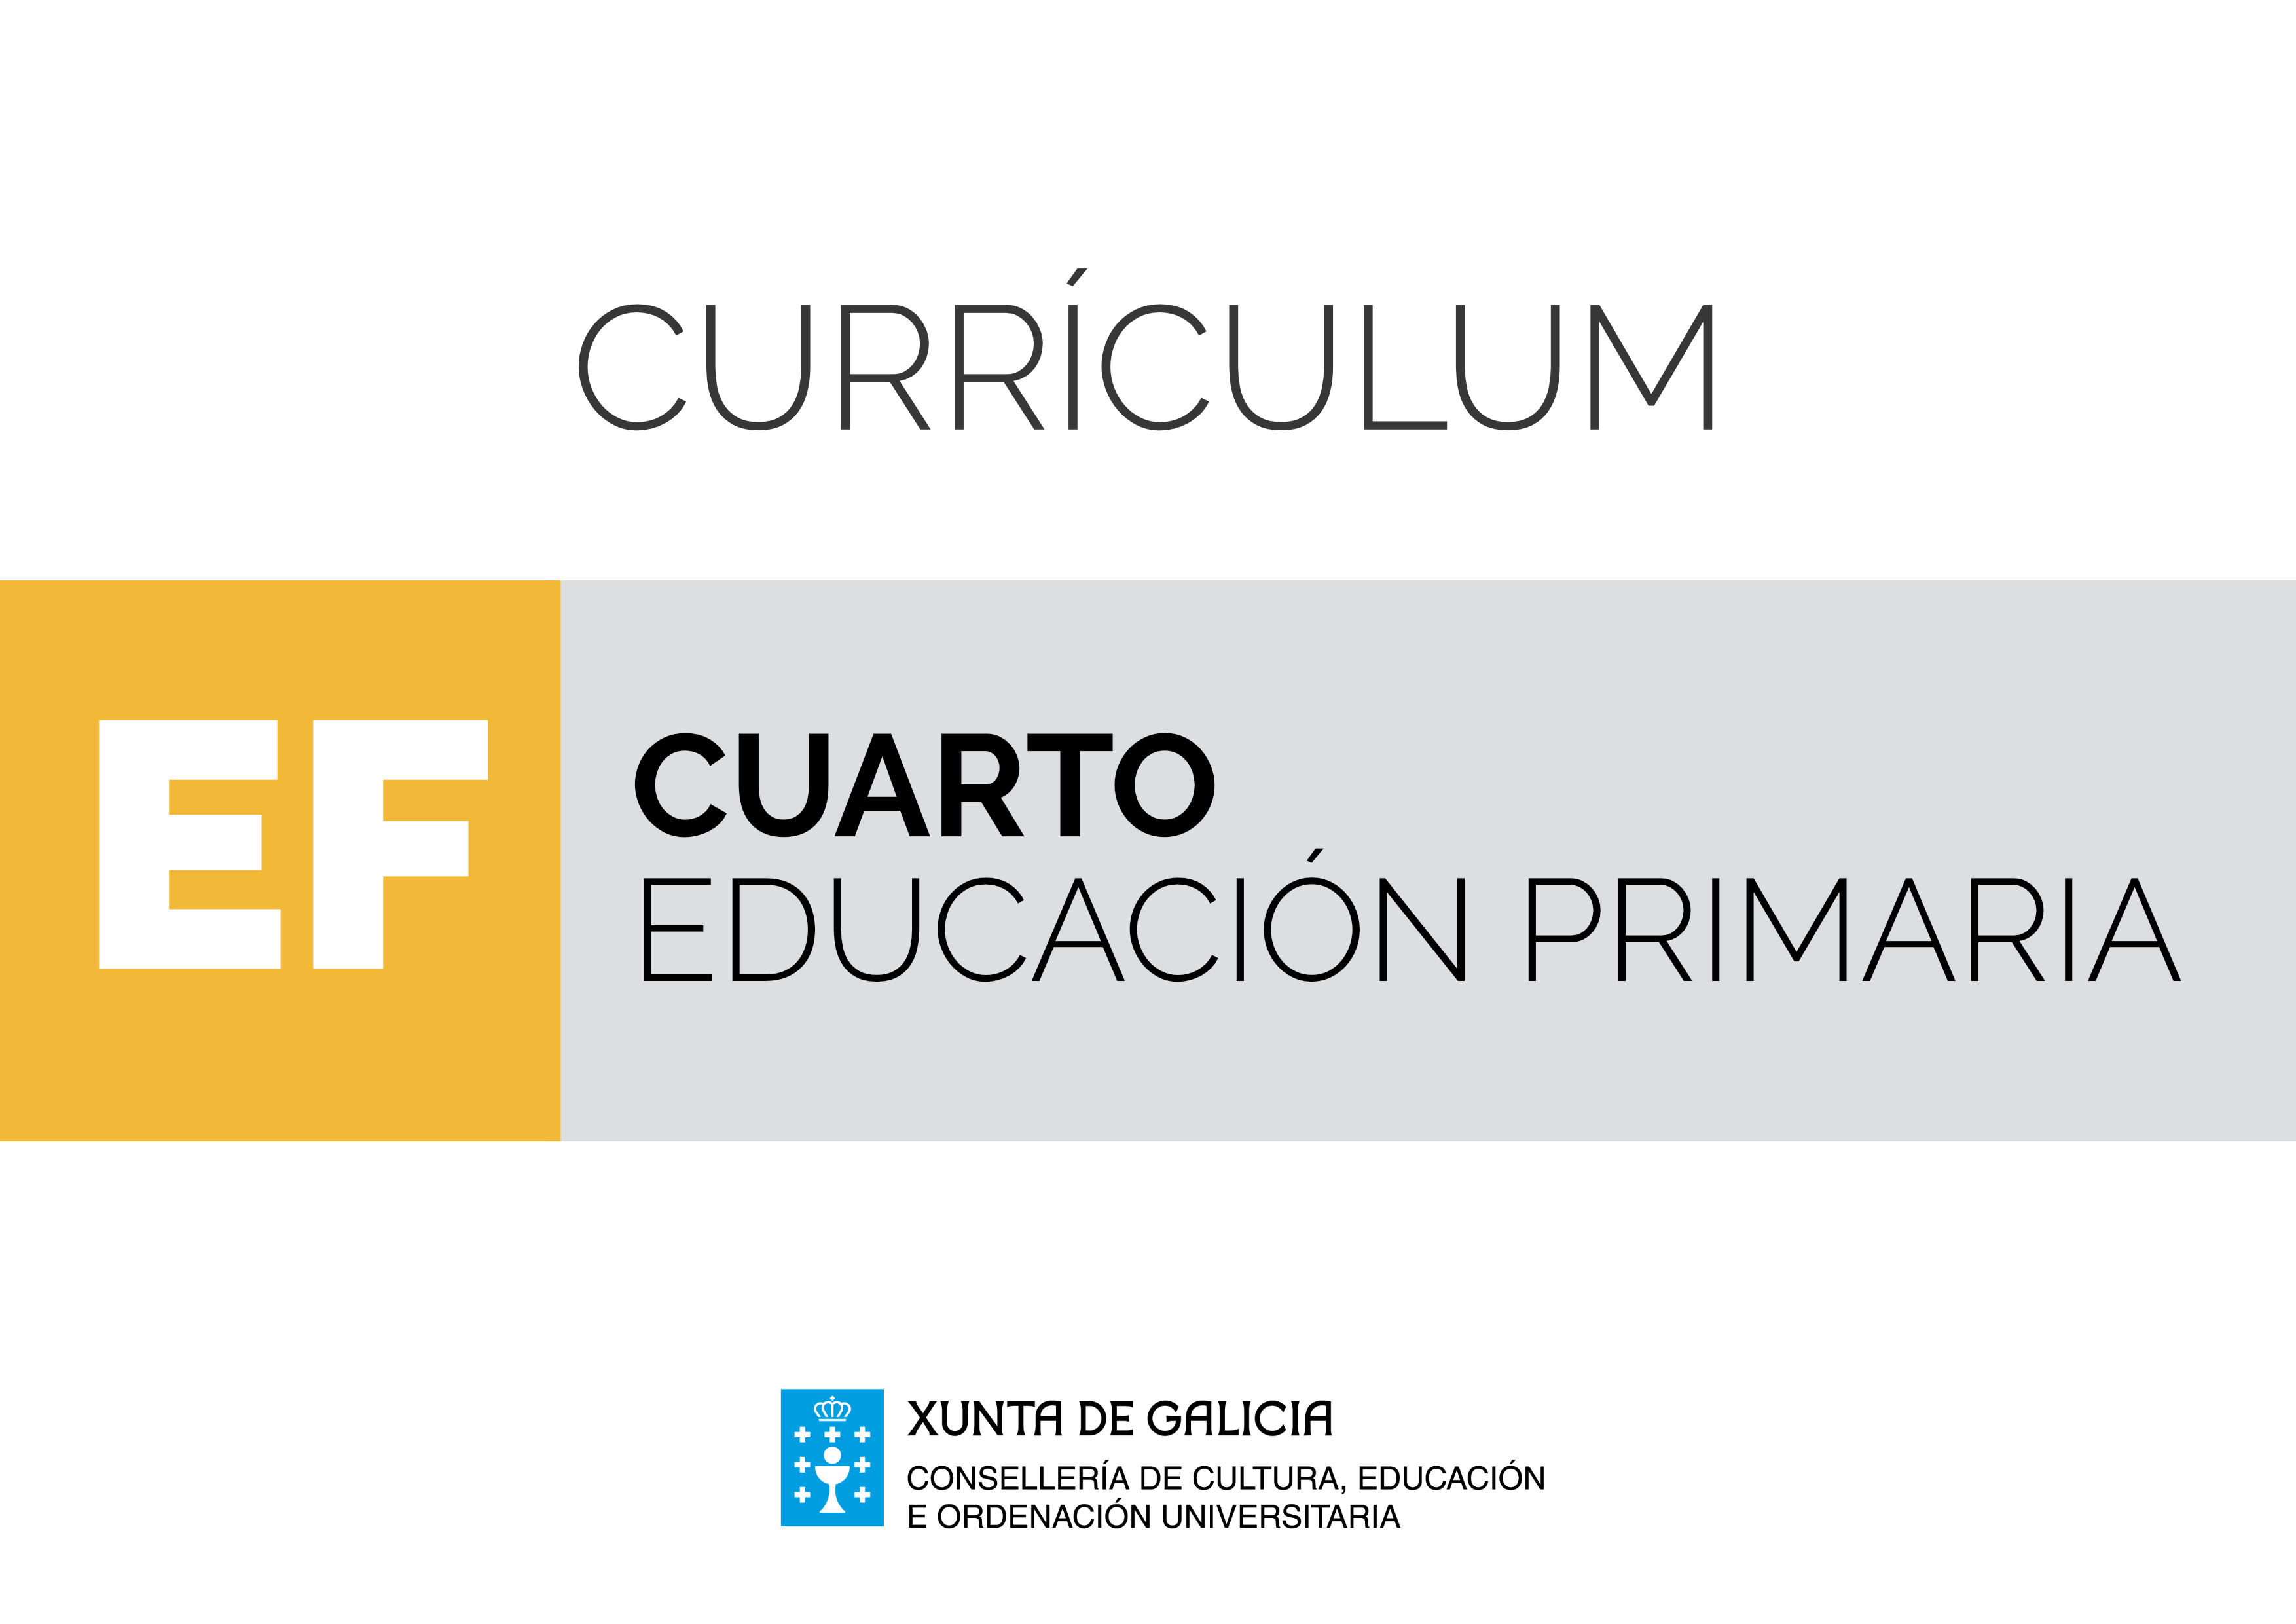 CURRÍCULUM
EF
CUARTO
EDUCACIÓN PRIMARIA
XUNTA DE GALICIA
CONSELLERÍA DE CULTURA, EDUCACIÓN
E ORDENACIÓN UNIVERSITARIA